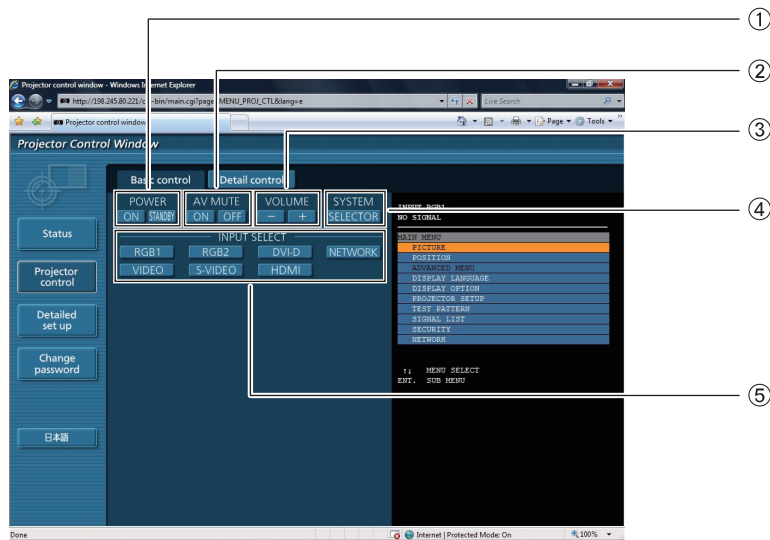 ①
②
③
④
⑤
Projector control window - Windows Internet Explorer
http://198.245.80.221/cgi-bin/main.cgi?page=MENU_PROJ_CTL&lang=e
Live Search
Projector control window
Page
Tools
Projector Control Window
Basic control
Detail control
POWER
ON
STANDBY
AV MUTE
ON
OFF
VOLUME
−
+
SYSTEM
SELECTOR
INPUT SELECT
RGB1
RGB2
DVI-D
NETWORK
VIDEO
S-VIDEO
HDMI
Status
Projector
control
Detailed
set up
Change
password
日本語
INPUT RGB1
NO SIGNAL
MAIN MENU
PICTURE
POSITION
ADVANCED MENU
DISPLAY LANGUAGE
DISPLAY OPTION
PROJECTOR SETUP
TEST PATTERN
SIGNAL LIST
SECURITY
NETWORK
↑↓ MENU SELECT
ENT. SUB MENU
Done
Internet | Protected Mode: On
100%